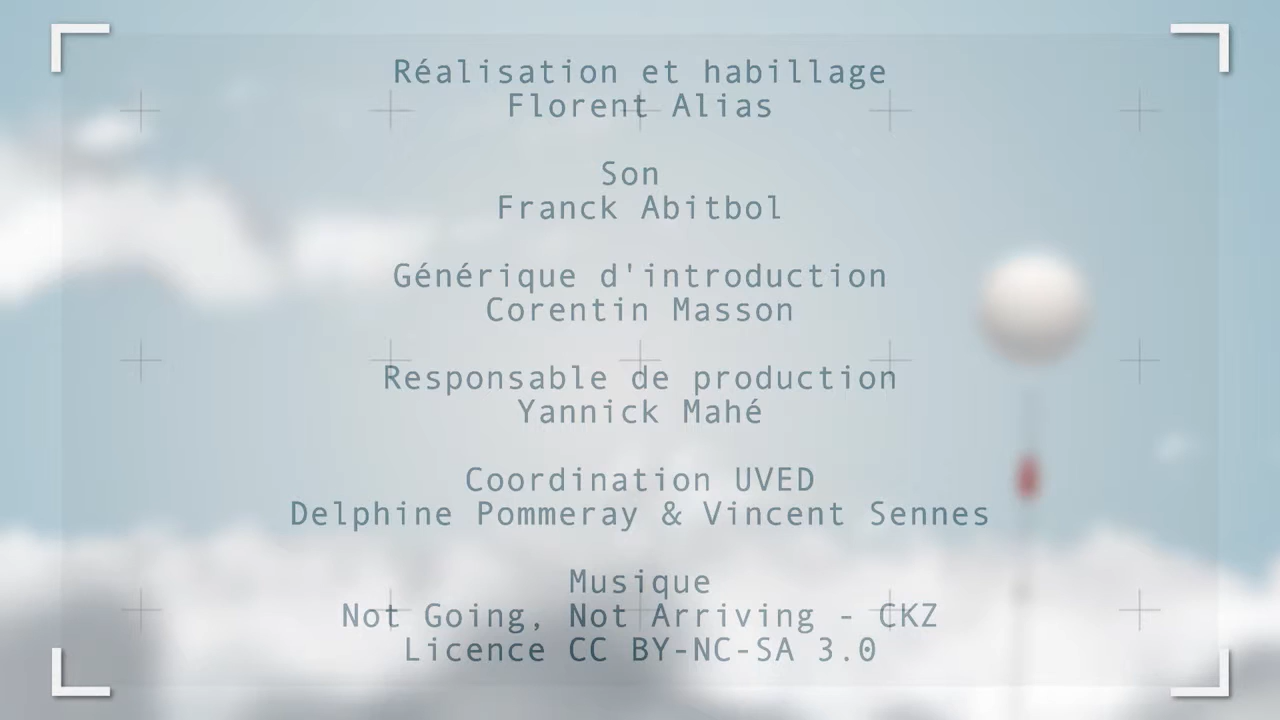 Réalisation et habillage
Florent Alias
Son
Franck Abitbol
Générique d'introduction
Corentin Masson
Responsable de production
Yannick Mahé
Coordination UVED
Delphine Pommeray & Vincent Sennes
Musique
Not Going, Not Arriving - CKZ
Licence CC BY-NC-SA 3.0